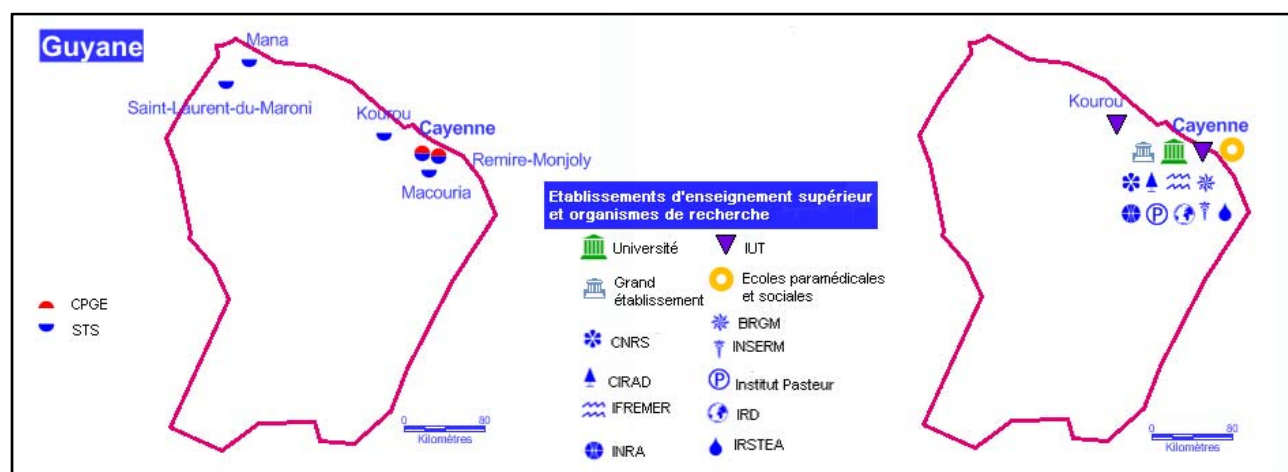 Guyane
Mana
Saint-Laurent-du-Maroni
Kourou
Cayenne
Remire-Monjoly
Macouria
CPGE
STS
0 80
Kilomètres
Etablissements d'enseignement supérieur
et organismes de recherche
Université
IUT
Grand
établissement
Ecoles paramédicales
et sociales
BRGM
CNRS
INSERM
CIRAD
P Institut Pasteur
IFREMER
IRD
INRA
IRSTEA
Kourou
Cayenne
P
0 80
Kilomètres